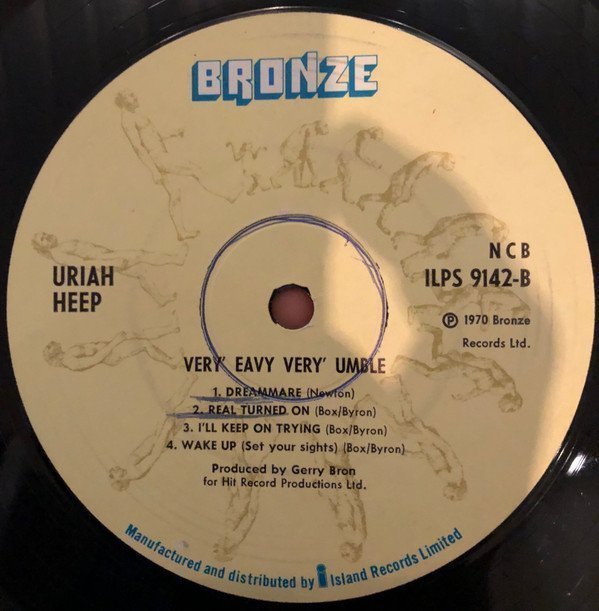 BRONZE
URIAH
HEEP
NCB
ILPS 9142-B
Ⓟ 1970 Bronze
Records Ltd.
VERY' EAVY VERY' UMBLE
1. DREAMMARE (Newton)
2. REAL TURNED ON (Box/Byron)
3. I'LL KEEP ON TRYING (Box/Byron)
4. WAKE UP (Set your sights) (Box/Byron)
Produced by Gerry Bron
for Hit Record Productions Ltd.
Manufactured and distributed by i Island Records Limited